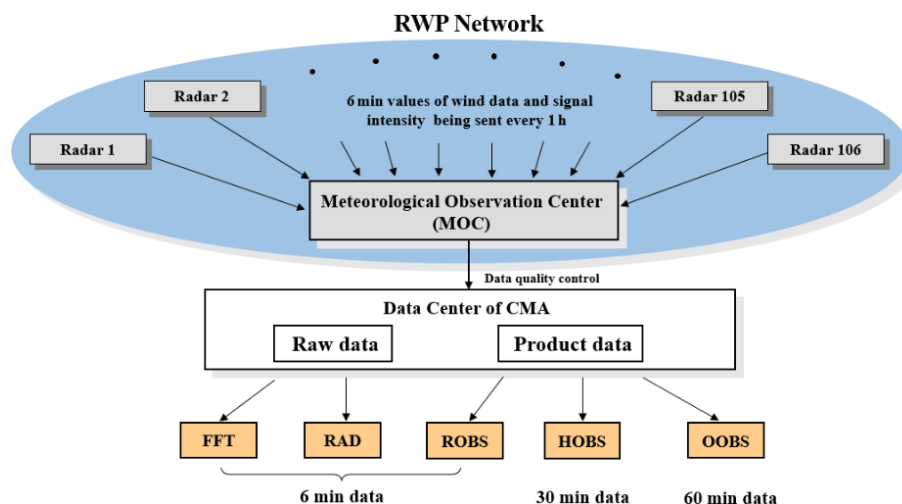 RWP Network
Radar 2
6 min values of wind data and signal
intensity being sent every 1 h
Radar 105
Radar 1
Radar 106
Meteorological Observation Center
(MOC)
Data quality control
Data Center of CMA
Raw data
Product data
FFT
RAD
ROBS
HOBS
OOBS
6 min data
30 min data
60 min data